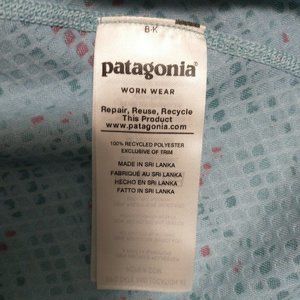 B·K
patagonia®
WORN WEAR
Repair, Reuse, Recycle
This Product
www.patagonia.com
100% RECYCLED POLYESTER
EXCLUSIVE OF TRIM
MADE IN SRI LANKA
FABRIQUÉ AU SRI LANKA
HECHO EN SRI LANKA
FATTO IN SRI LANKA